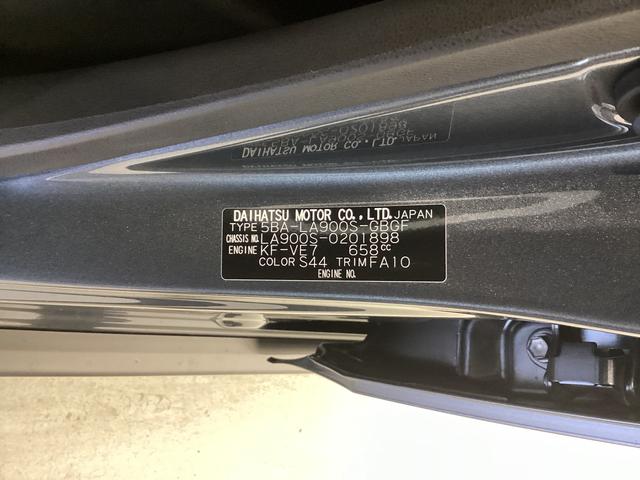 DAIHATSU MOTOR CO.,LTD. JAPAN
TYPE 5BA-LA900S-GBGF
CHASSIS NO. LA900S-0201898
ENGINE KF-VE7 658cc
COLOR S44 TRIM FA10
ENGINE NO.